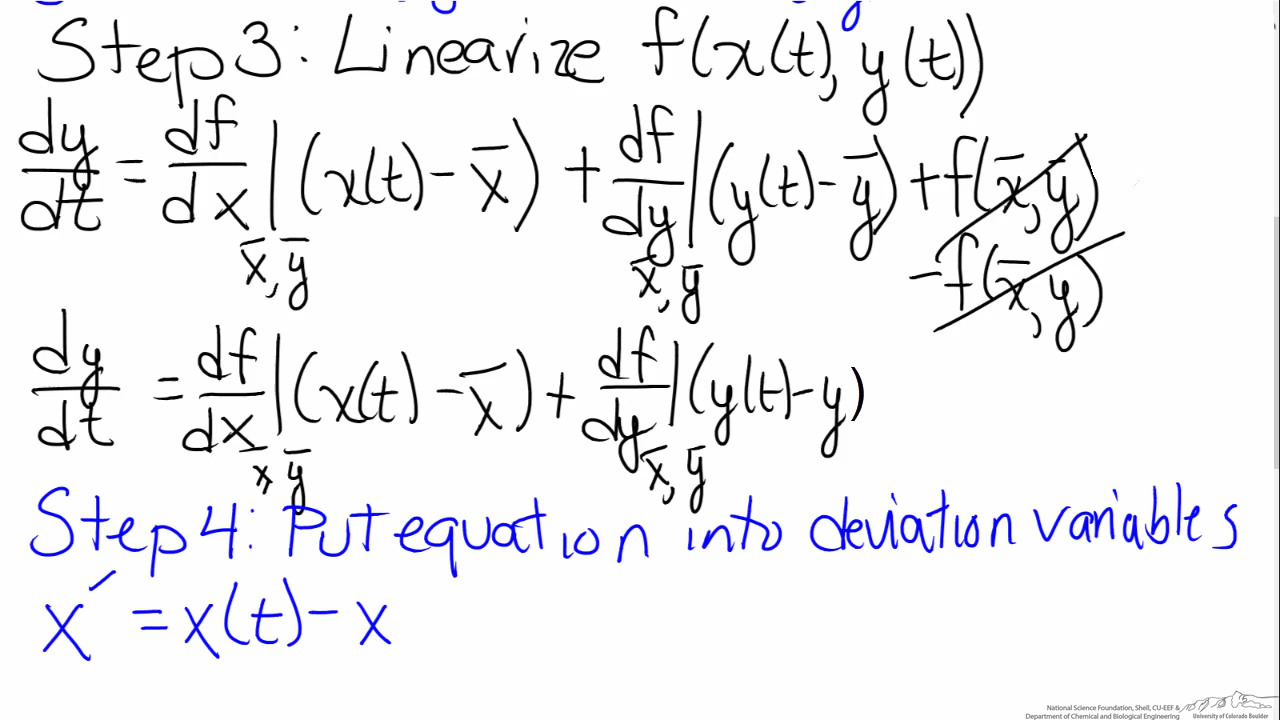 Step 3: Linearize f(x(t), y(t))
dy/dt = df/dx|x̄, ȳ (x(t) - x̄) + df/dy|x̄, ȳ (y(t) - ȳ) + f(x̄, ȳ)
- f(x̄, y)
dy/dt = df/dx|x̄, ȳ (x(t) - x̄) + df/dy|x̄, ȳ (y(t) - y)
Step 4: Put equation into deviation variables
x′ = x(t) - x
National Science Foundation, Shell, CU-EEF &
Department of Chemical and Biological Engineering
University of Colorado Boulder